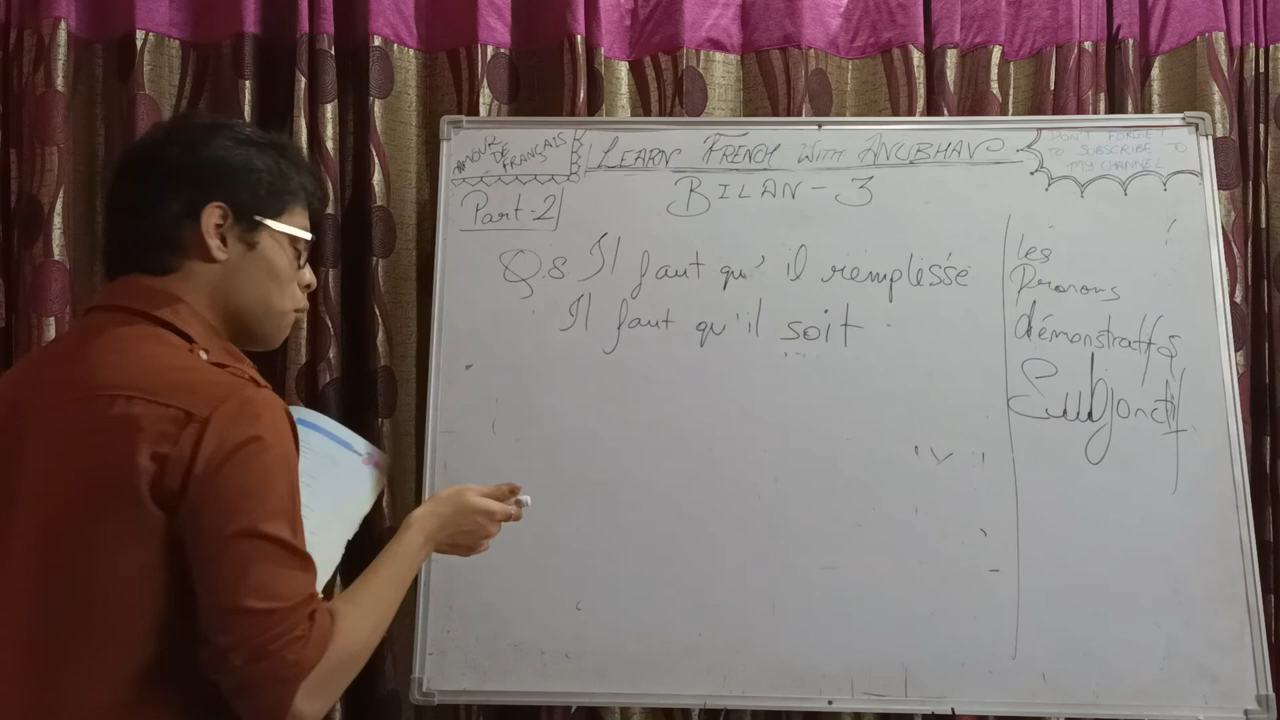 AMOUR DE FRANÇAIS
LEARN FRENCH WITH ANUBHAV
DON'T FORGET
TO SUBSCRIBE TO
MY CHANNEL
BILAN - 3
Part-2
Q.8 Il faut qu'il remplisse
Il faut qu'il soit
les
Pronoms
démonstratifs
Subjonctif